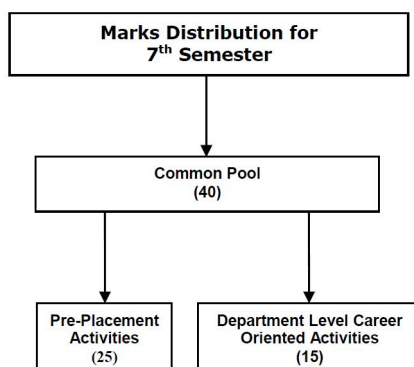 Marks Distribution for
7th Semester
Common Pool
(40)
Pre-Placement
Activities
(25)
Department Level Career
Oriented Activities
(15)